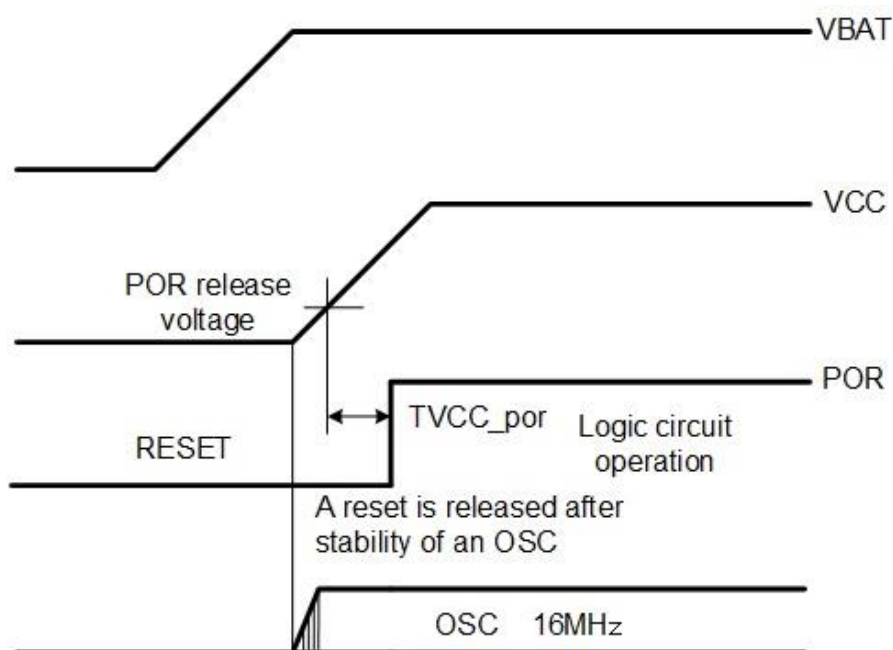 VBAT
VCC
POR release
voltage
POR
TVCC_por
Logic circuit
operation
RESET
A reset is released after
stability of an OSC
OSC 16MHz